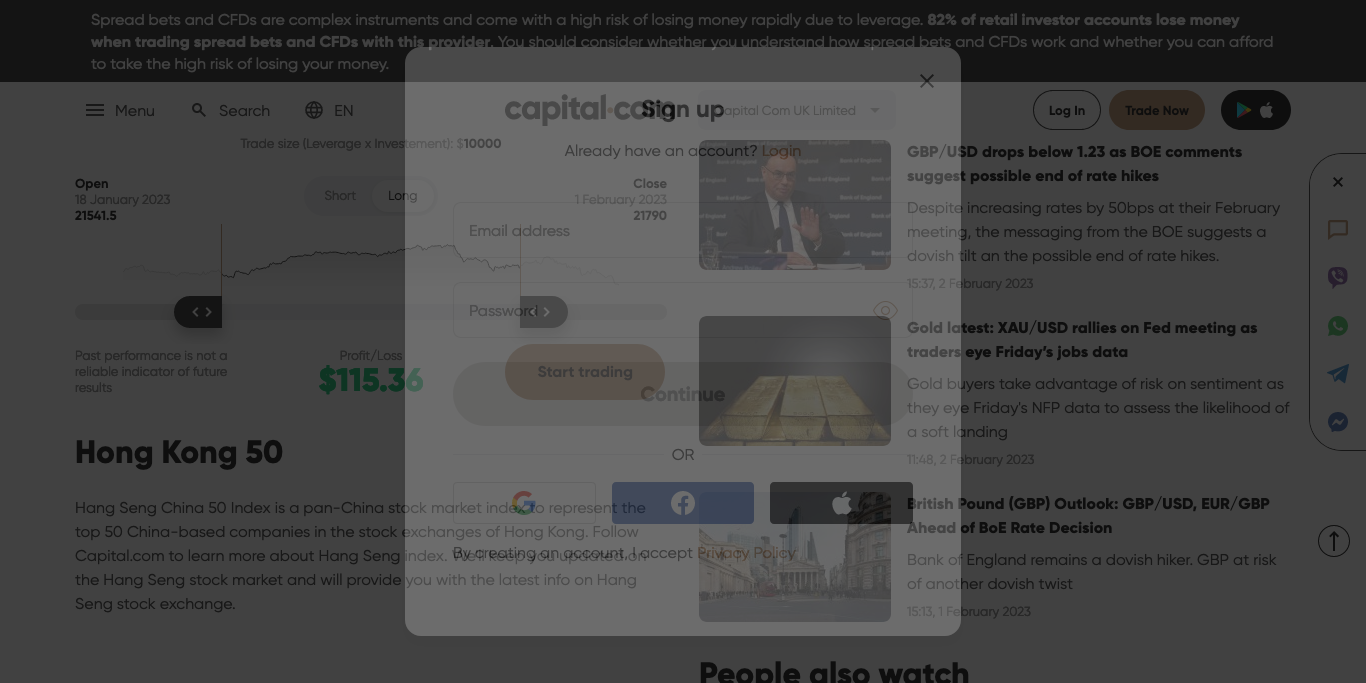 Spread bets and CFDs are complex instruments and come with a high risk of losing money rapidly due to leverage. 82% of retail investor accounts lose money
when trading spread bets and CFDs with this provider. You should consider whether you understand how spread bets and CFDs work and whether you can afford
to take the high risk of losing your money.
Menu
Search
EN
capital.com
Capital Com UK Limited
Log In
Trade Now
Sign up
Already have an account? Login
Email address
Password
Continue
OR
By creating an account, I accept Privacy Policy
Trade size (Leverage x Investement): $10000
Open
18 January 2023
21541.5
Short
Long
Close
1 February 2023
21790
Past performance is not a
reliable indicator of future
results
Profit/Loss
$115.36
Start trading
Hong Kong 50
Hang Seng China 50 Index is a pan-China stock market index to represent the
top 50 China-based companies in the stock exchanges of Hong Kong. Follow
Capital.com to learn more about Hang Seng index. We'll keep you updated on
the Hang Seng stock market and will provide you with the latest info on Hang
Seng stock exchange.
GBP/USD drops below 1.23 as BOE comments
suggest possible end of rate hikes
Despite increasing rates by 50bps at their February
meeting, the messaging from the BOE suggests a
dovish tilt an the possible end of rate hikes.
15:37, 2 February 2023
Gold latest: XAU/USD rallies on Fed meeting as
traders eye Friday's jobs data
Gold buyers take advantage of risk on sentiment as
they eye Friday's NFP data to assess the likelihood of
a soft landing
11:48, 2 February 2023
British Pound (GBP) Outlook: GBP/USD, EUR/GBP
Ahead of BoE Rate Decision
Bank of England remains a dovish hiker. GBP at risk
of another dovish twist
15:13, 1 February 2023
People also watch